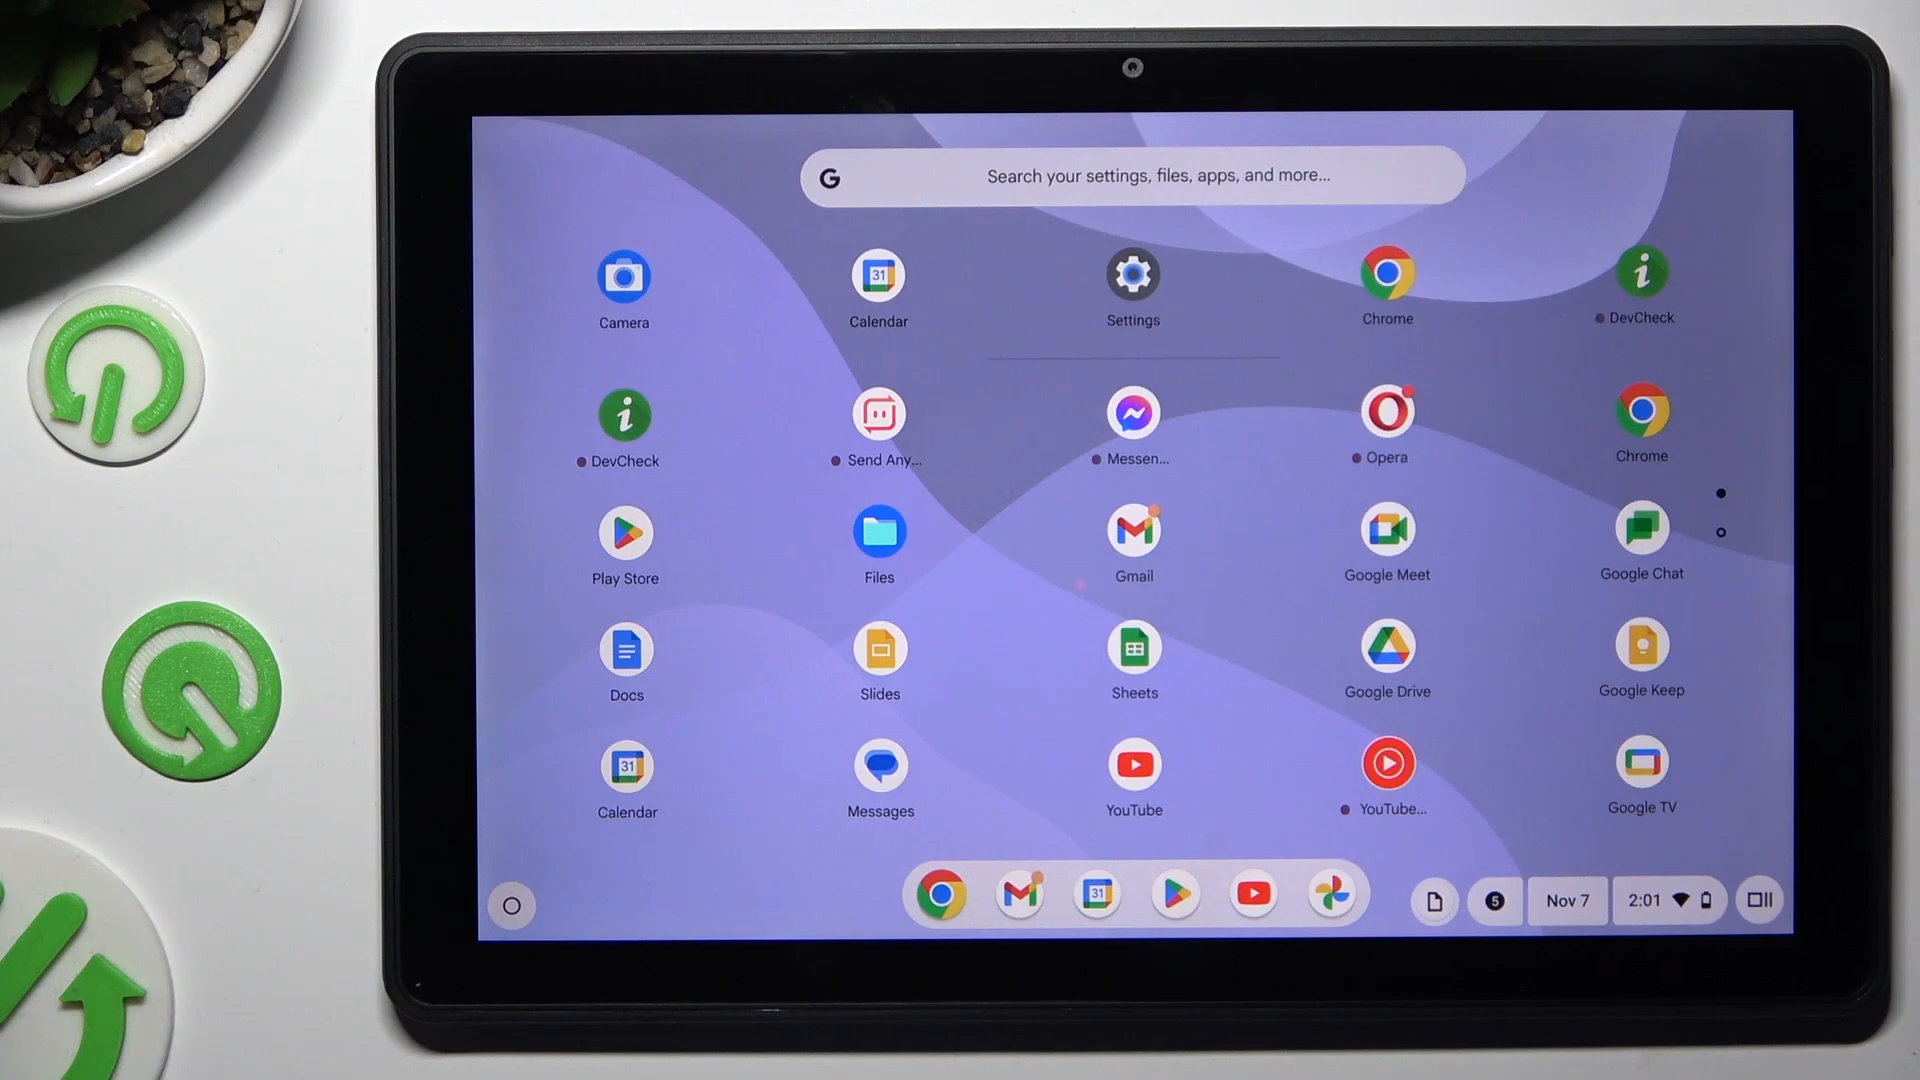 Search your settings, files, apps, and more...
Camera
Calendar
Settings
Chrome
DevCheck
DevCheck
Send Any...
Messen...
Opera
Chrome
Play Store
Files
Gmail
Google Meet
Google Chat
Docs
Slides
Sheets
Google Drive
Google Keep
Calendar
Messages
YouTube
YouTube...
Google TV
5
Nov 7
2:01